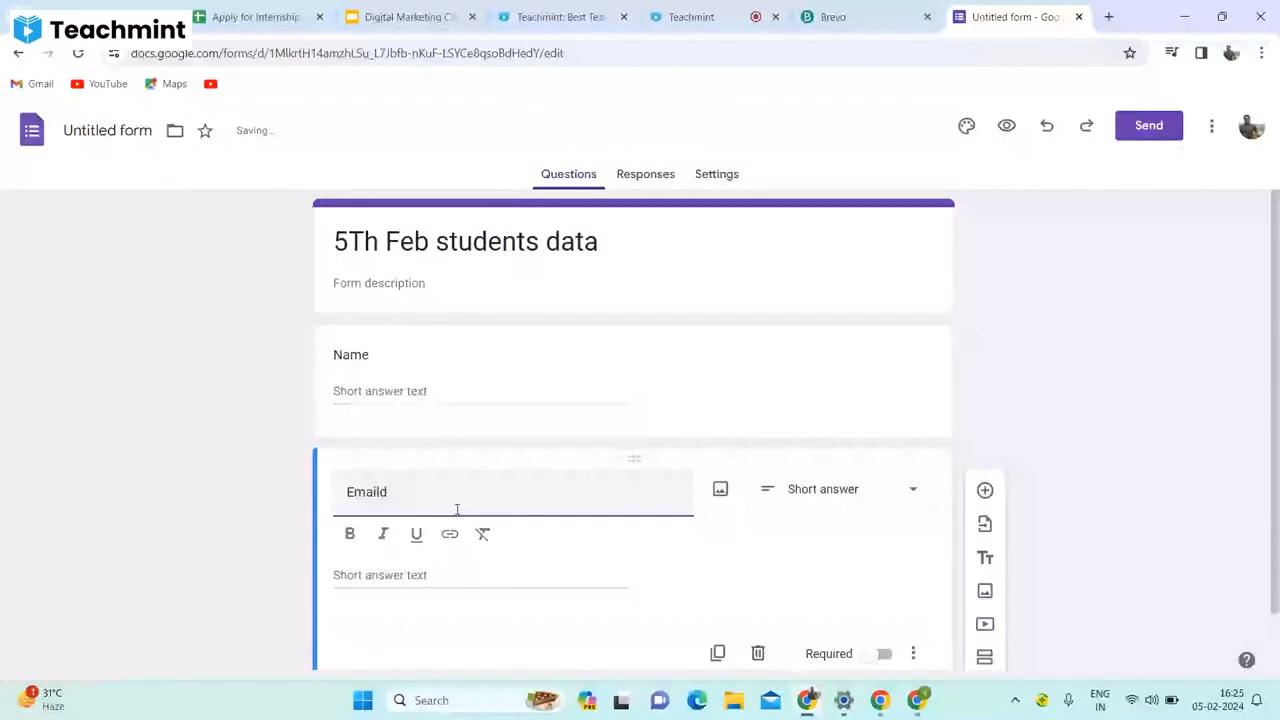 Teachmint
Apply for Internship
Digital Marketing C
Teachmint: Best Tea
Teachmint
Brevo
Untitled form - Goo
docs.google.com/forms/d/1MlkrtH14amzhLSu_L7Jbfb-nKuF-LSYCe8qsoBdHedY/edit
Gmail
YouTube
Maps
Untitled form
Saving...
Send
Questions
Responses
Settings
5Th Feb students data
Form description
Name
Short answer text
Emaild
Short answer
B I U
Short answer text
Tт
Required
1
31°C
Haze
Search
ENG
IN
16:25
05-02-2024